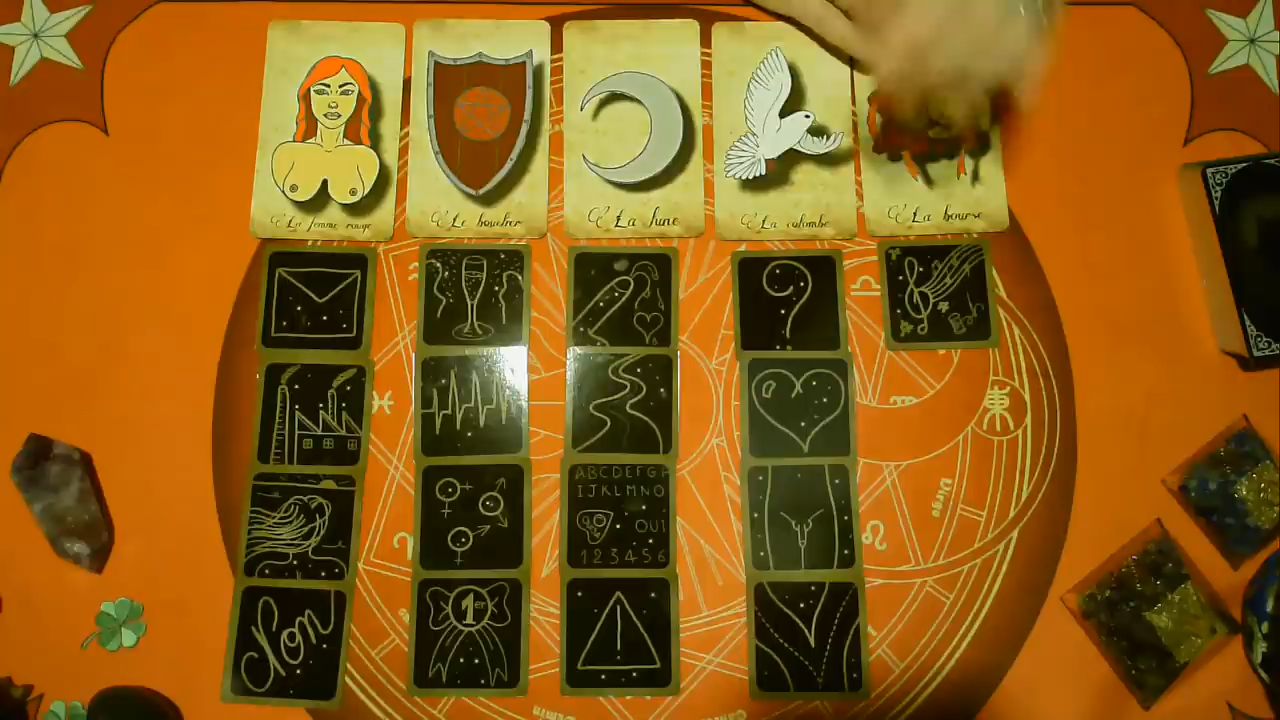 La femme rouge
Le bouclier
La lune
La colombe
La bourse
Non
1er
ABCDEFGH
IJKLMNO
OUI
123456